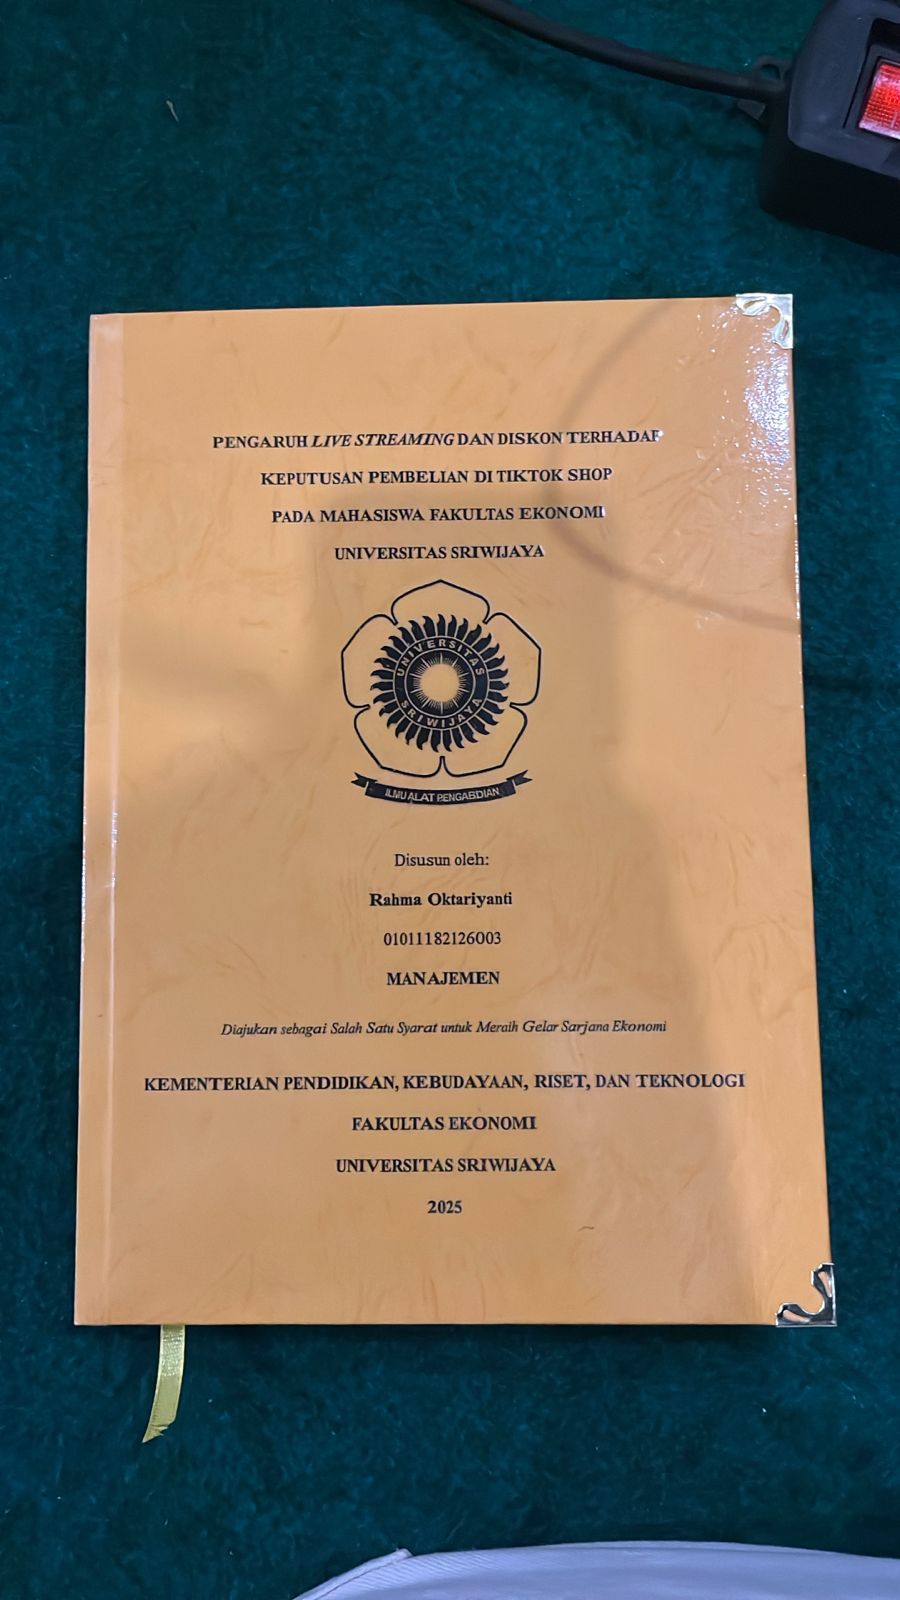 PENGARUH LIVE STREAMING DAN DISKON TERHADAP
KEPUTUSAN PEMBELIAN DI TIKTOK SHOP
PADA MAHASISWA FAKULTAS EKONOMI
UNIVERSITAS SRIWIJAYA
UNIVERSITAS
SRIWIJAYA
ILMU ALAT PENGABDIAN
Disusun oleh:
Rahma Oktariyanti
01011182126003
MANAJEMEN
Diajukan sebagai Salah Satu Syarat untuk Meraih Gelar Sarjana Ekonomi
KEMENTERIAN PENDIDIKAN, KEBUDAYAAN, RISET, DAN TEKNOLOGI
FAKULTAS EKONOMI
UNIVERSITAS SRIWIJAYA
2025